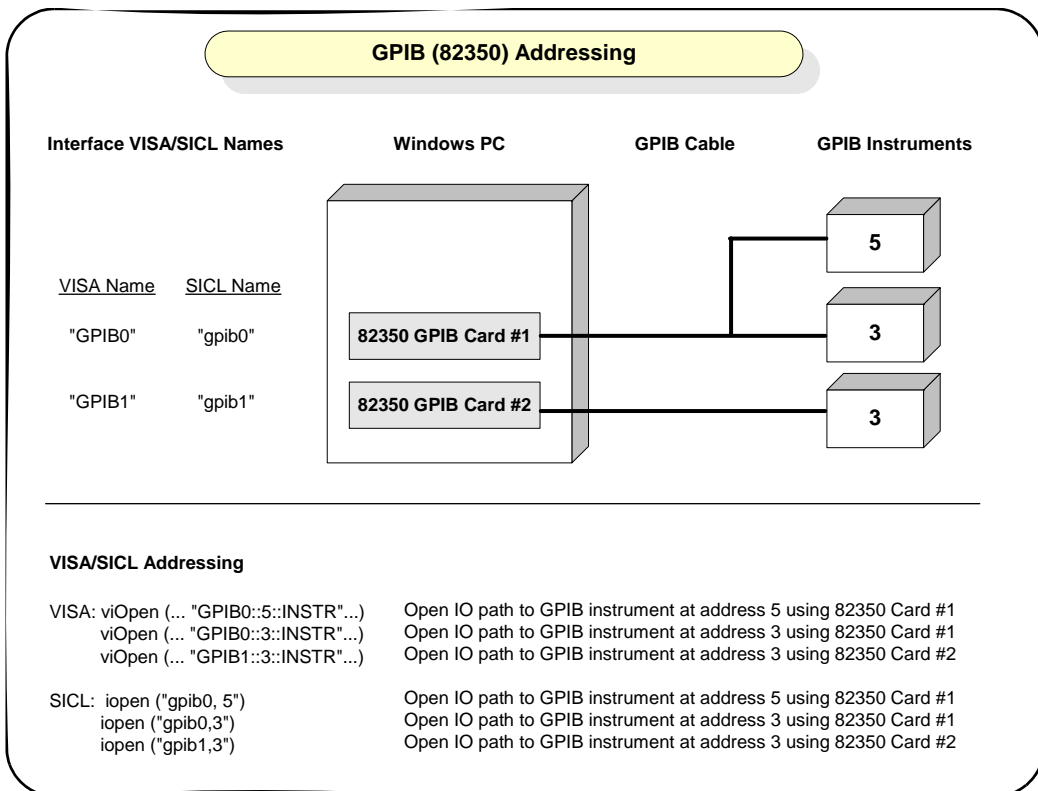 GPIB (82350) Addressing
Interface VISA/SICL Names
Windows PC
GPIB Cable
GPIB Instruments
VISA Name SICL Name
"GPIB0" "gpib0"
"GPIB1" "gpib1"
82350 GPIB Card #1
82350 GPIB Card #2
5
3
3
VISA/SICL Addressing
VISA: viOpen (... "GPIB0::5::INSTR"...) Open IO path to GPIB instrument at address 5 using 82350 Card #1
viOpen (... "GPIB0::3::INSTR"...) Open IO path to GPIB instrument at address 3 using 82350 Card #1
viOpen (... "GPIB1::3::INSTR"...) Open IO path to GPIB instrument at address 3 using 82350 Card #2
SICL: iopen ("gpib0, 5") Open IO path to GPIB instrument at address 5 using 82350 Card #1
iopen ("gpib0,3") Open IO path to GPIB instrument at address 3 using 82350 Card #1
iopen ("gpib1,3") Open IO path to GPIB instrument at address 3 using 82350 Card #2